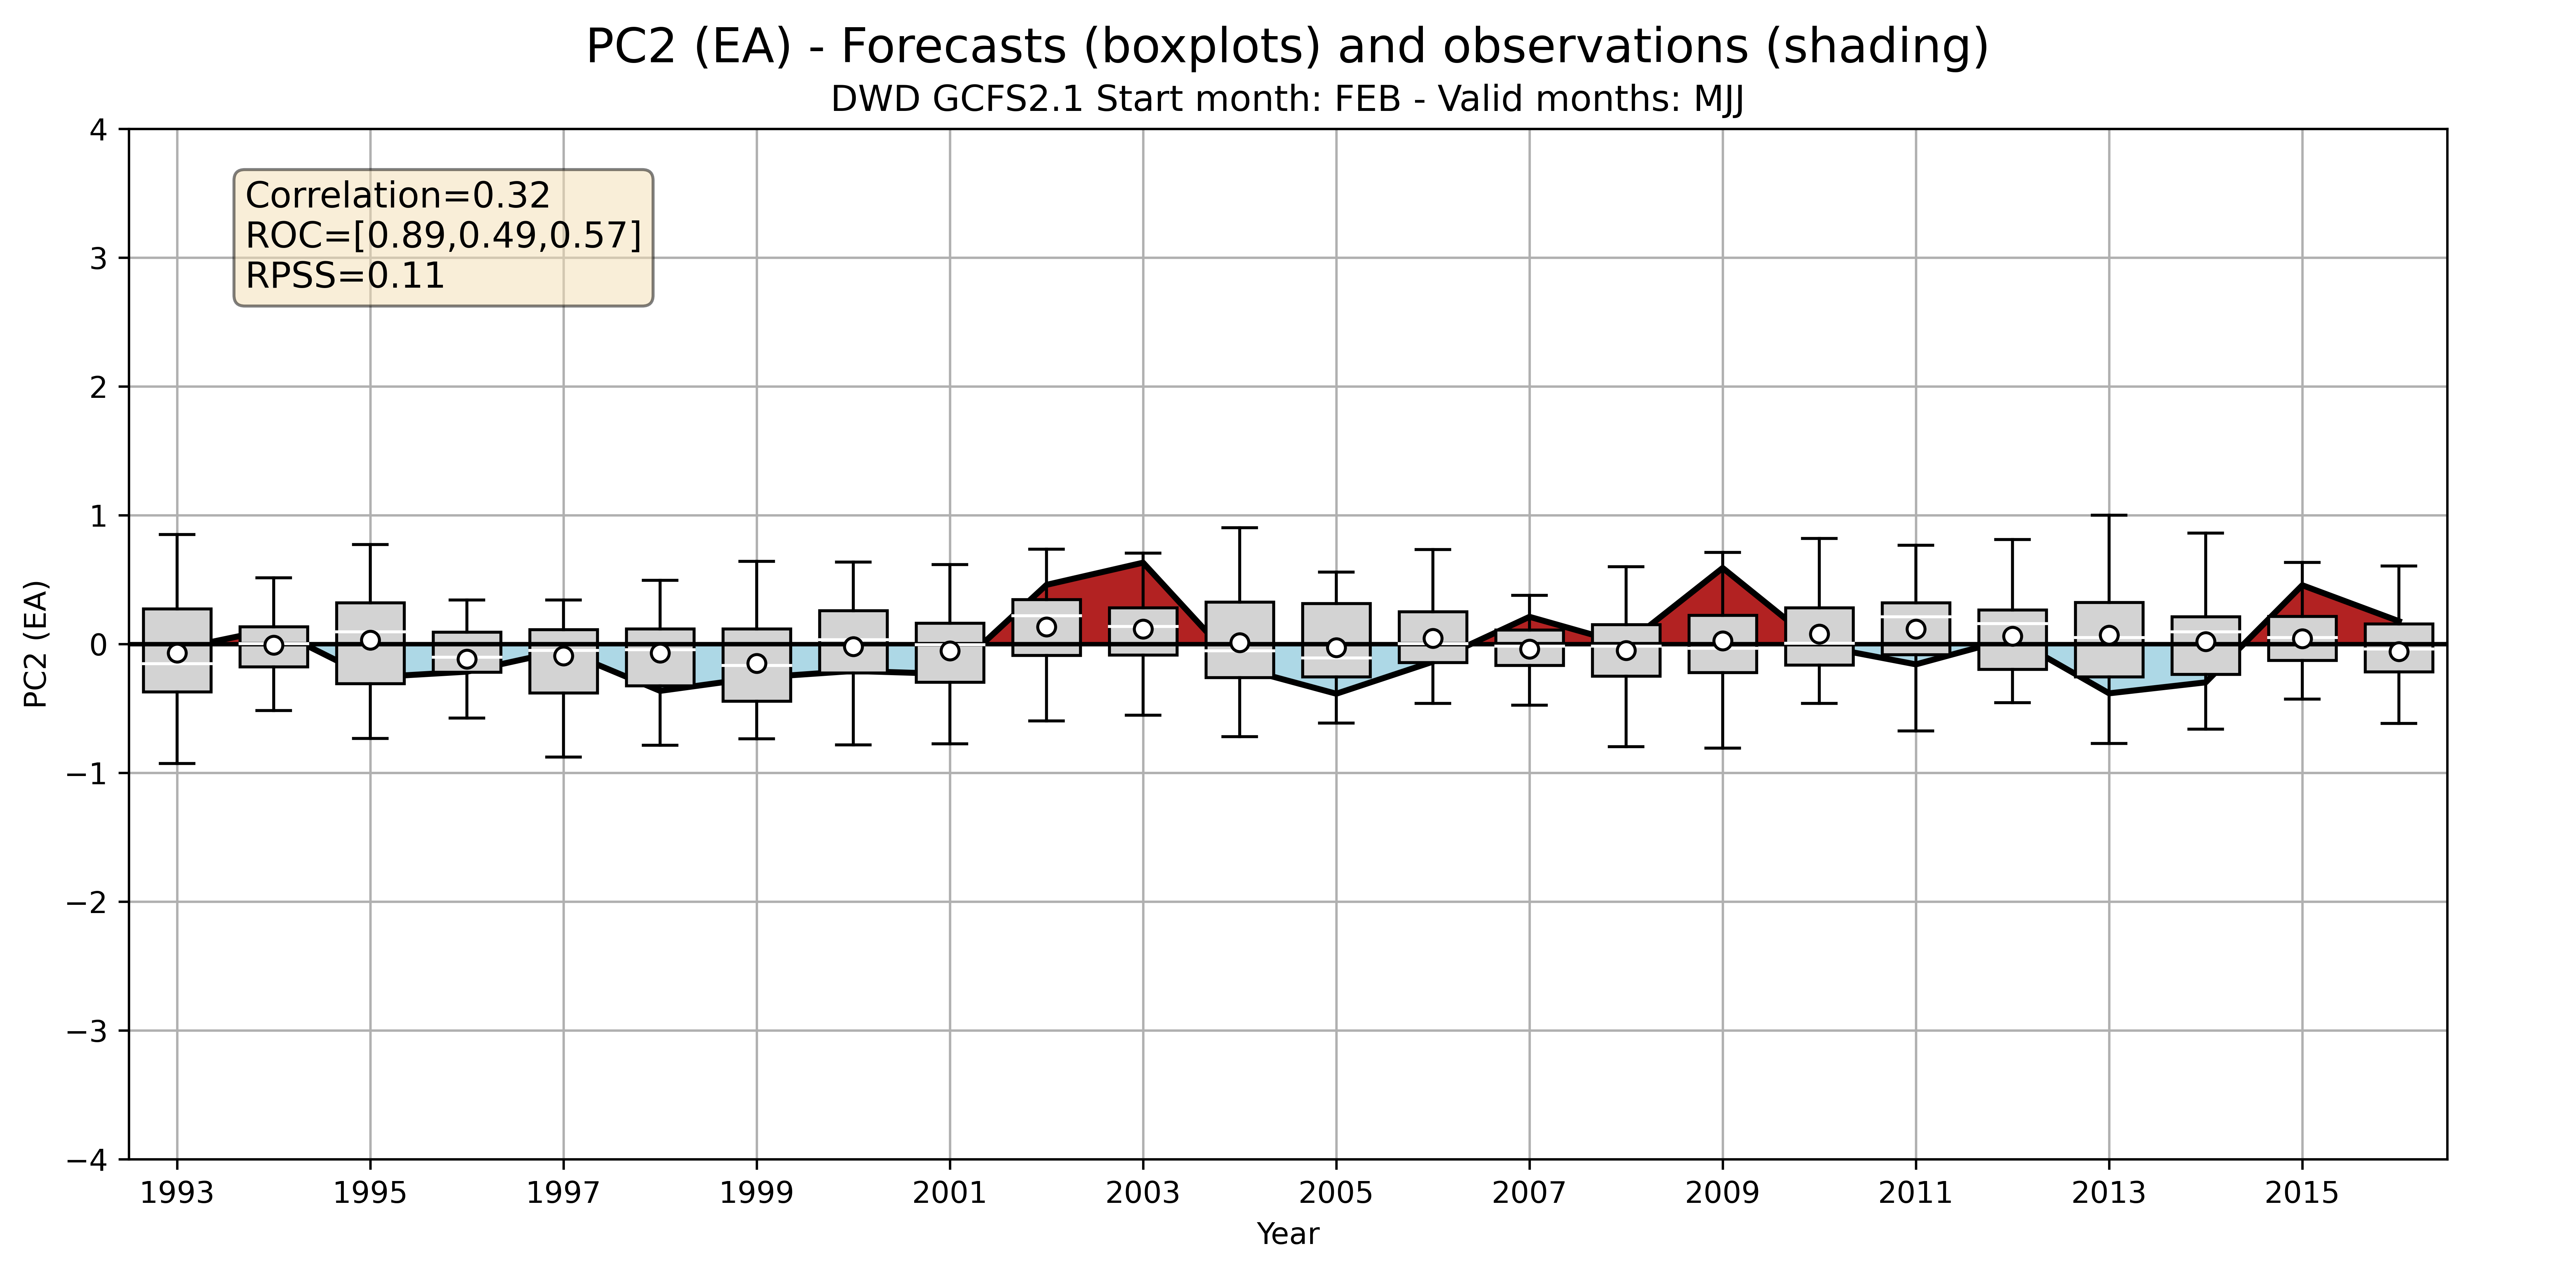 PC2 (EA) - Forecasts (boxplots) and observations (shading)
DWD GCFS2.1 Start month: FEB - Valid months: MJJ
Correlation=0.32
ROC=[0.89,0.49,0.57]
RPSS=0.11
PC2 (EA)
4
3
2
1
0
−1
−2
−3
−4
1993 1995 1997 1999 2001 2003 2005 2007 2009 2011 2013 2015
Year